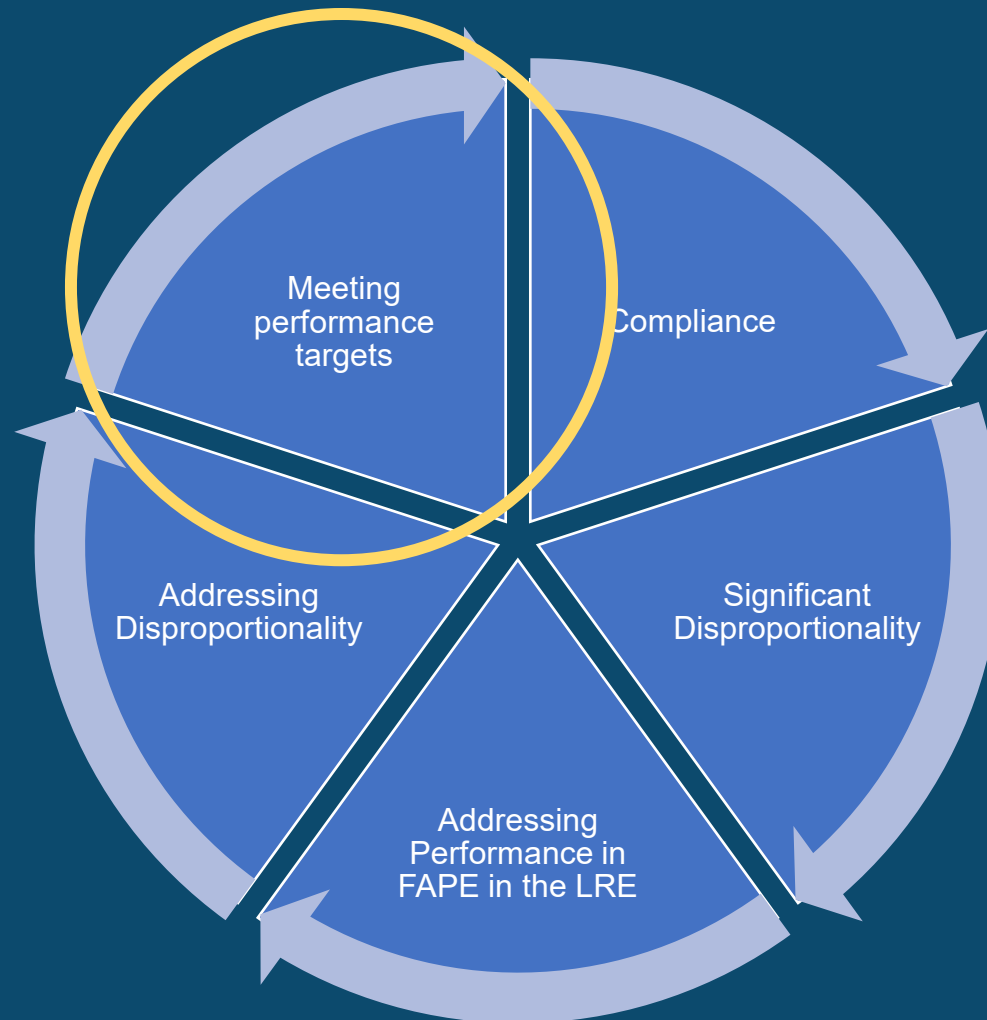 Meeting
performance
targets
Compliance
Addressing
Disproportionality
Significant
Disproportionality
Addressing
Performance in
FAPE in the LRE